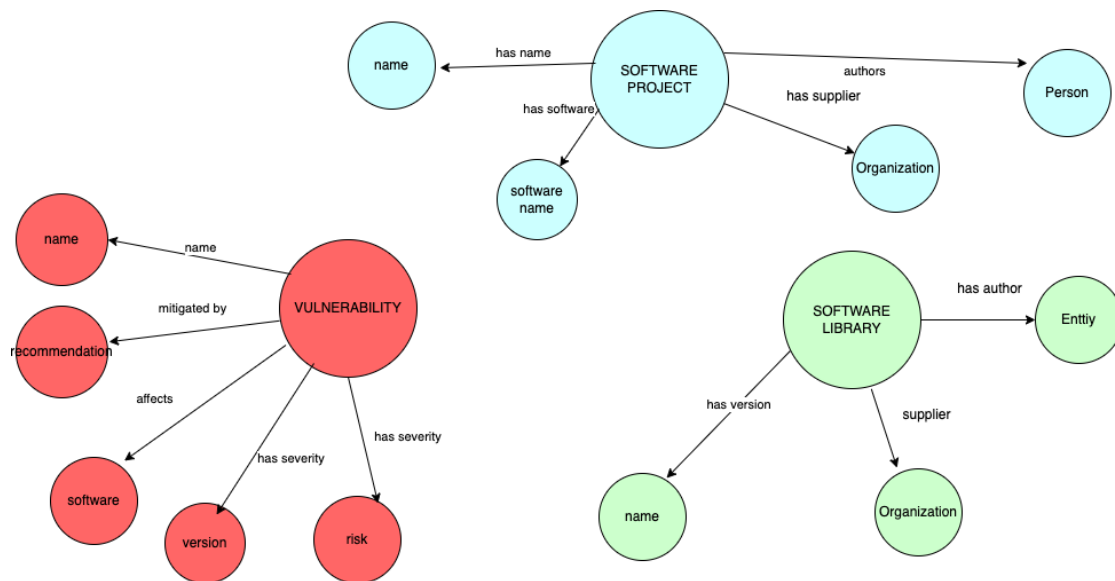 has name
name
SOFTWARE
PROJECT
authors
Person
has supplier
has software
Organization
software
name
name
name
mitigated by
recommendation
VULNERABILITY
affects
has severity
has severity
software
version
risk
SOFTWARE
LIBRARY
has author
Enttiy
has version
supplier
name
Organization